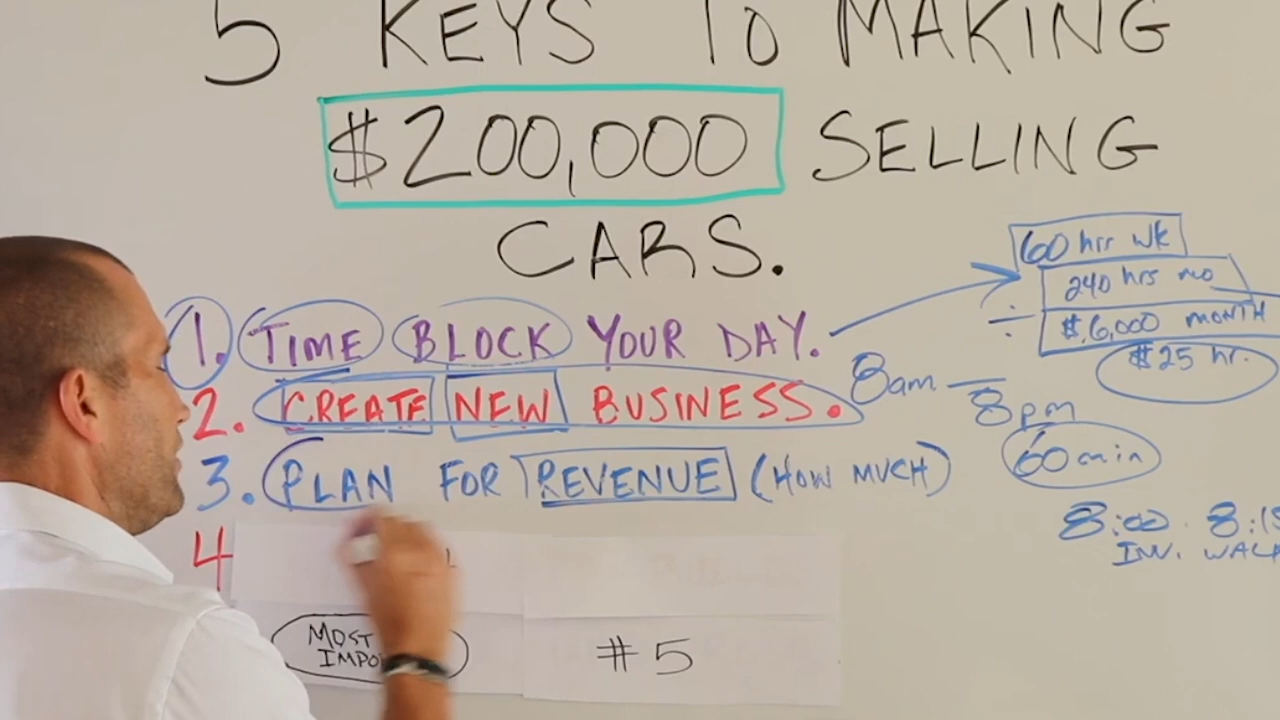 5 KEYS TO MAKING
$200,000 SELLING
CARS.
1. TIME BLOCK YOUR DAY.
2. CREATE NEW BUSINESS.
3. PLAN FOR REVENUE (HOW MUCH)
4
MOST
#5
60 hrs wk
240 hrs mo
÷ $6,000 MONTH
$25 hr.
8am —
8pm
60min
8:00
INV.